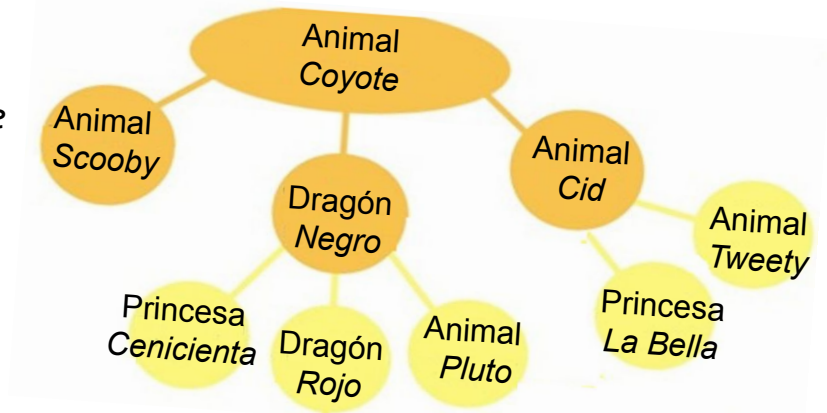 Animal
Coyote
Animal
Scooby
Dragón
Negro
Animal
Cid
Animal
Tweety
Princesa
Cenicienta
Dragón
Rojo
Animal
Pluto
Princesa
La Bella